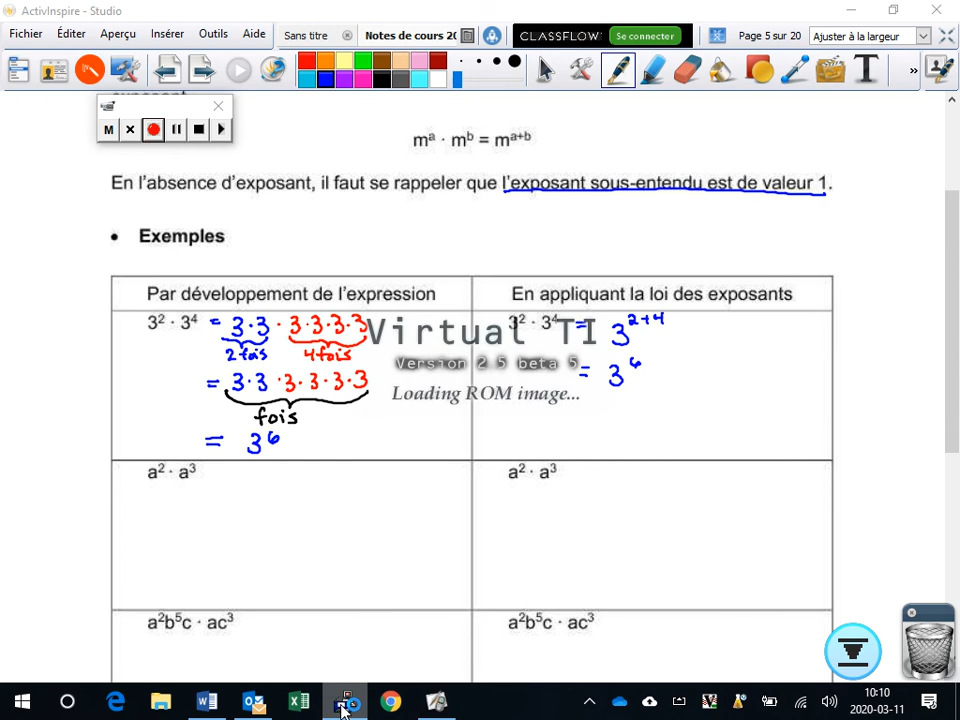 ActivInspire - Studio
Fichier Éditer Aperçu Insérer Outils Aide Sans titre Notes de cours 20 CLASSFLOW Se connecter Page 5 sur 20 Ajuster à la largeur
exposant
M
mᵃ · mᵇ = mᵃ⁺ᵇ
En l'absence d'exposant, il faut se rappeler que l'exposant sous-entendu est de valeur 1.
• Exemples
Par développement de l'expression En appliquant la loi des exposants
3² · 3⁴ = 3·3 · 3·3·3·3 3² · 3⁴ = 3²⁺⁴
2 fois 4 fois
Virtual TI
Version 2 5 beta 5
Loading ROM image...
= 3·3 ·3·3·3·3 = 3⁶
fois
= 3⁶
a² · a³ a² · a³
a²b⁵c · ac³ a²b⁵c · ac³
10:10
2020-03-11